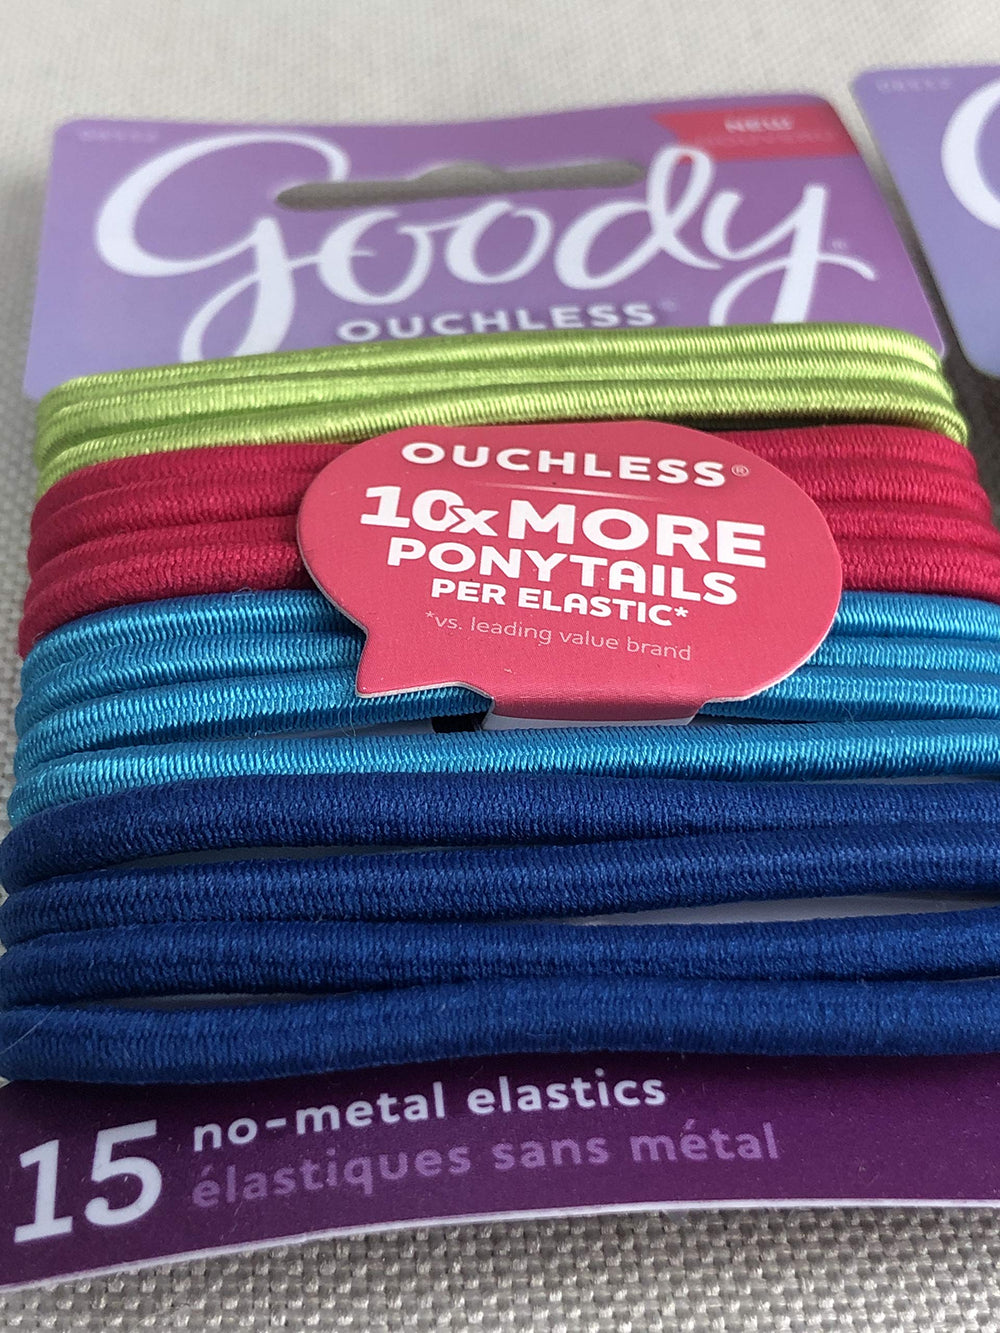 NEW
goody®
OUCHLESS®
OUCHLESS®
10x MORE
PONYTAILS
PER ELASTIC*
*vs. leading value brand
15
no-metal elastics
élastiques sans métal